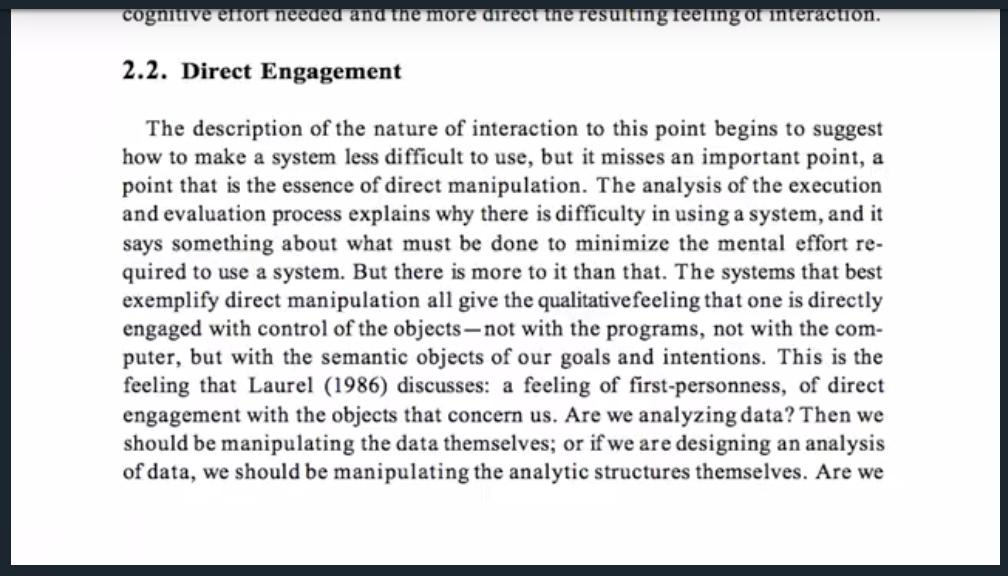 cognitive effort needed and the more direct the resulting feeling of interaction.
2.2. Direct Engagement
The description of the nature of interaction to this point begins to suggest
how to make a system less difficult to use, but it misses an important point, a
point that is the essence of direct manipulation. The analysis of the execution
and evaluation process explains why there is difficulty in using a system, and it
says something about what must be done to minimize the mental effort re-
quired to use a system. But there is more to it than that. The systems that best
exemplify direct manipulation all give the qualitative feeling that one is directly
engaged with control of the objects—not with the programs, not with the com-
puter, but with the semantic objects of our goals and intentions. This is the
feeling that Laurel (1986) discusses: a feeling of first-personness, of direct
engagement with the objects that concern us. Are we analyzing data? Then we
should be manipulating the data themselves; or if we are designing an analysis
of data, we should be manipulating the analytic structures themselves. Are we